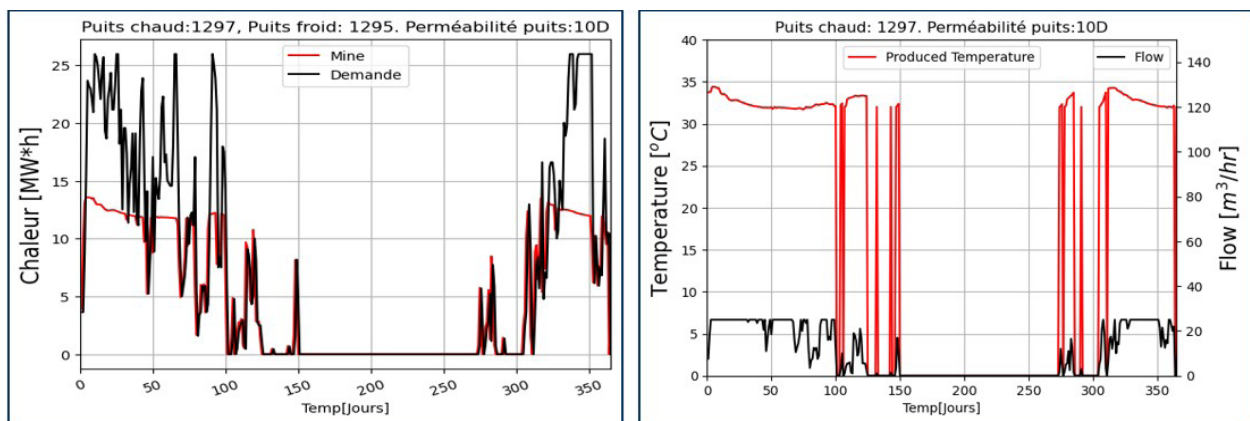 Puits chaud:1297, Puits froid: 1295. Perméabilité puits:10D
Mine
Demande
Chaleur [MW*h]
25
20
15
10
5
0
0 50 100 150 200 250 300 350
Temp[Jours]
Puits chaud: 1297. Perméabilité puits:10D
Produced Temperature
Flow
Temperature [°C]
40
35
30
25
20
15
10
5
0
0 50 100 150 200 250 300 350
Temp[Jours]
140
120
100
80
60
40
20
0
Flow [m³/hr]